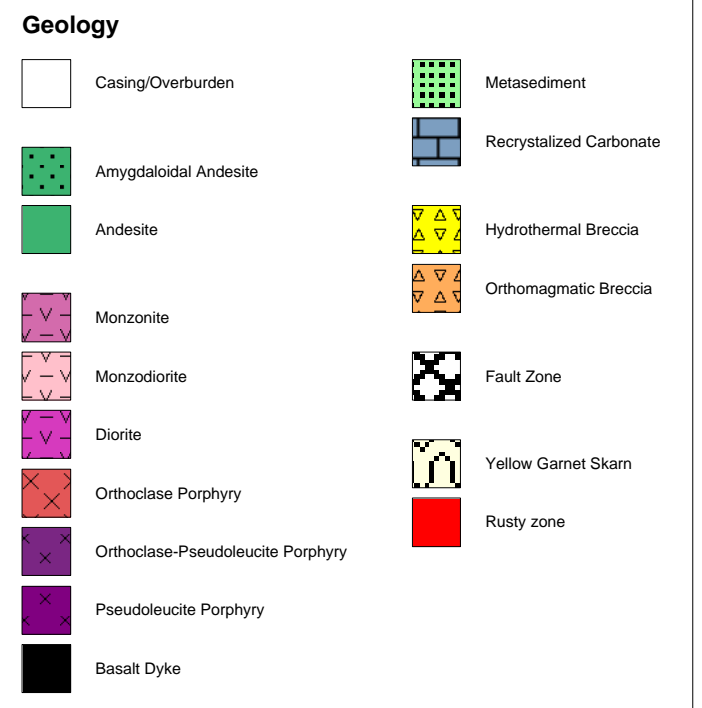 Geology
Casing/Overburden
Amygdaloidal Andesite
Andesite
Monzonite
Monzodiorite
Diorite
Orthoclase Porphyry
Orthoclase-Pseudoleucite Porphyry
Pseudoleucite Porphyry
Basalt Dyke
Metasediment
Recrystalized Carbonate
Hydrothermal Breccia
Orthomagmatic Breccia
Fault Zone
Yellow Garnet Skarn
Rusty zone